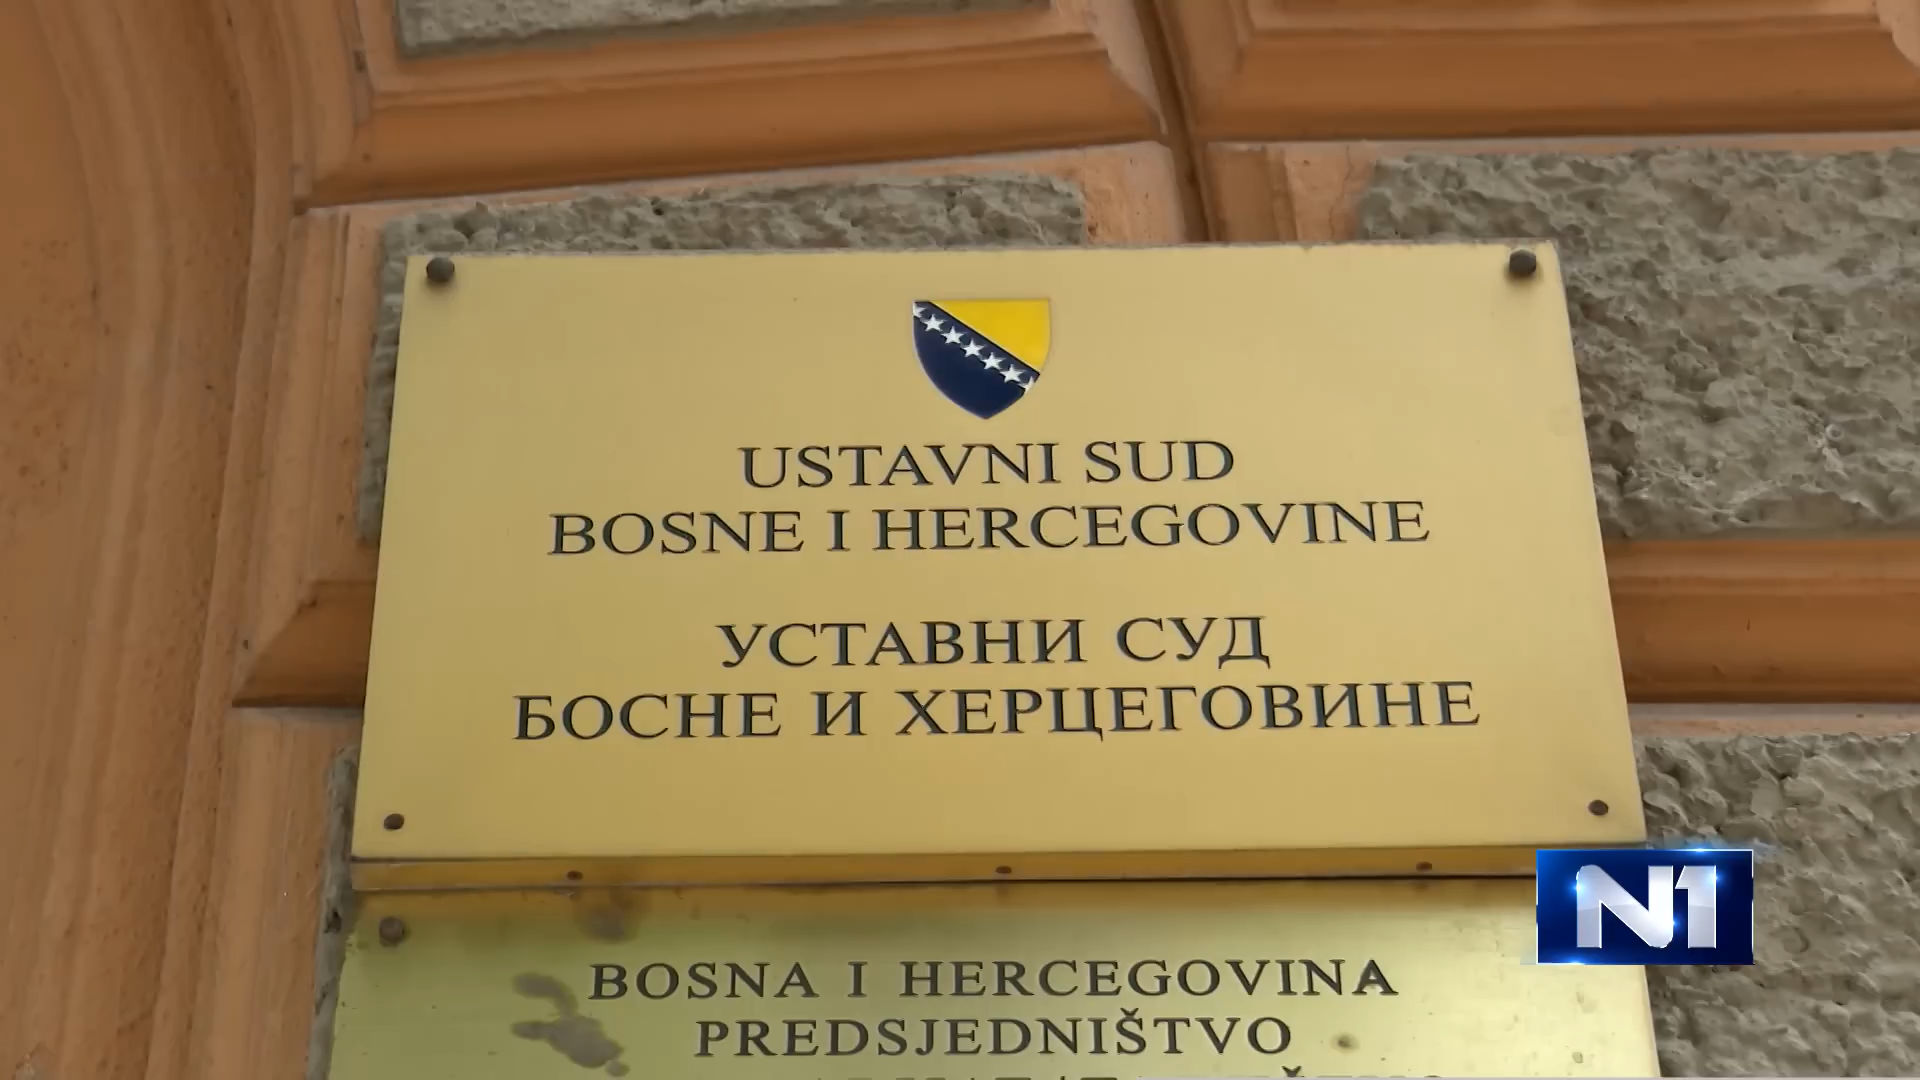 USTAVNI SUD
BOSNE I HERCEGOVINE
УСТАВНИ СУД
БОСНЕ И ХЕРЦЕГОВИНЕ
N1
BOSNA I HERCEGOVINA
PREDSJEDNIŠTVO